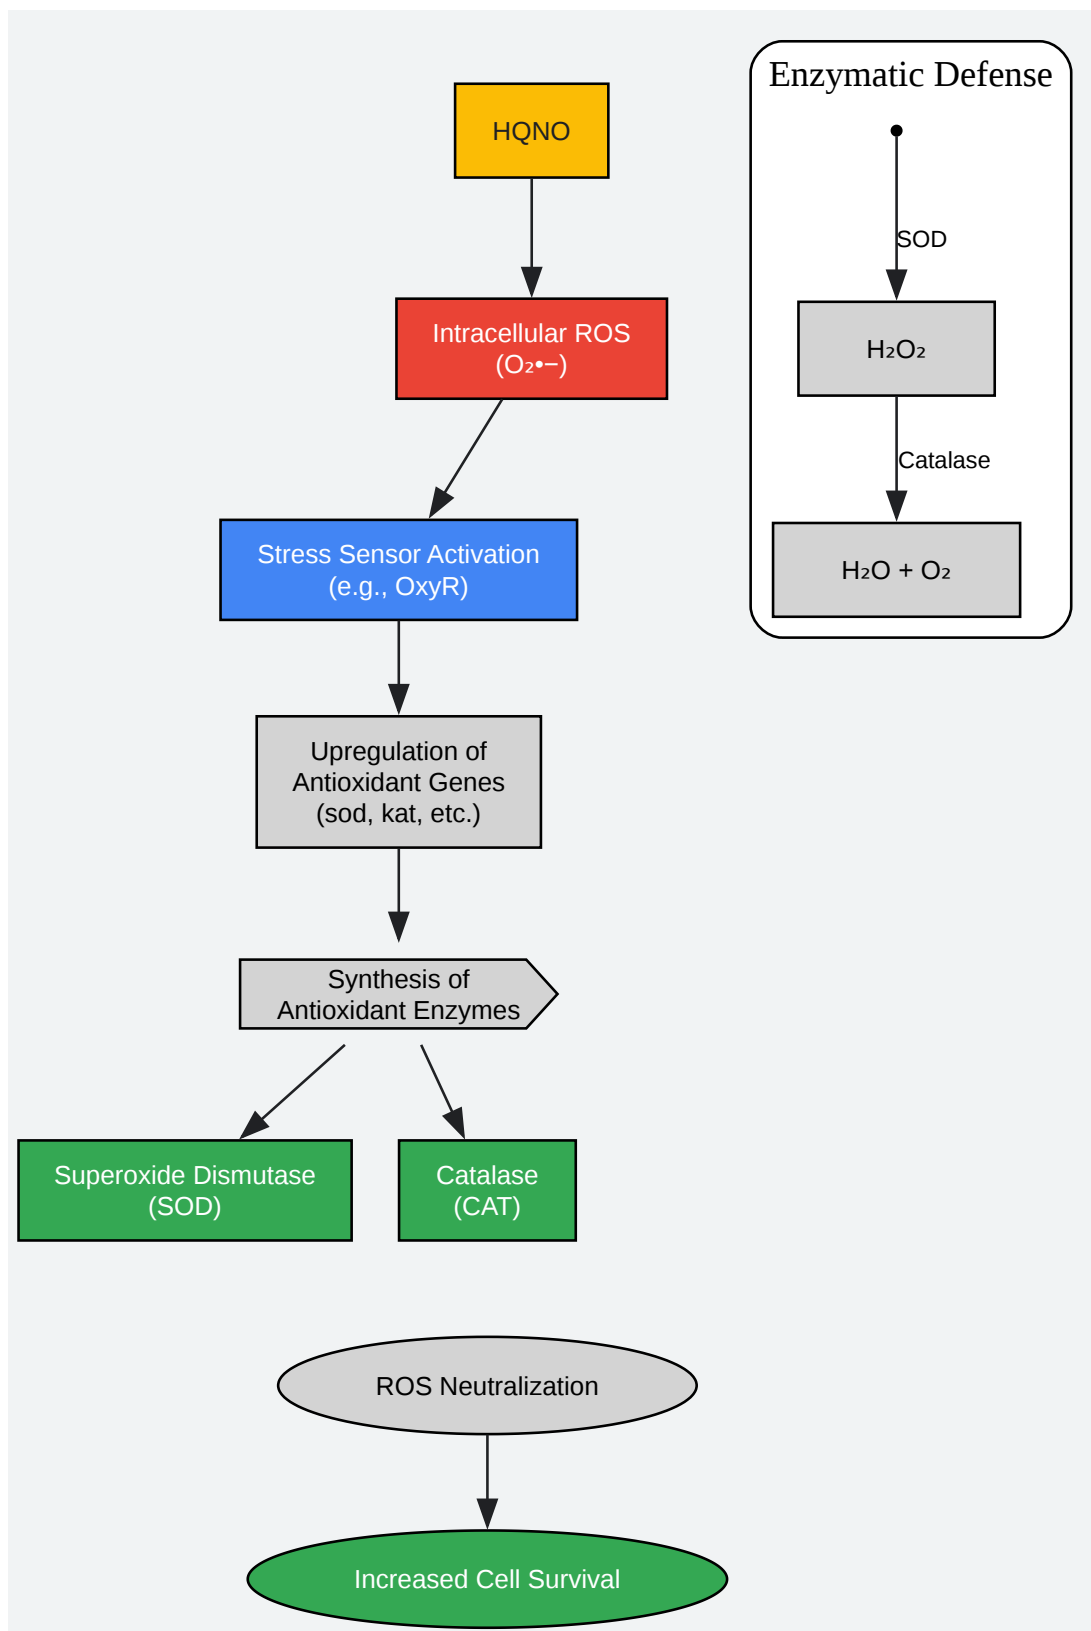 HQNO
Intracellular ROS
(O₂•−)
Stress Sensor Activation
(e.g., OxyR)
Upregulation of
Antioxidant Genes
(sod, kat, etc.)
Synthesis of
Antioxidant Enzymes
Superoxide Dismutase
(SOD)
Catalase
(CAT)
ROS Neutralization
Increased Cell Survival
Enzymatic Defense
SOD
H₂O₂
Catalase
H₂O + O₂